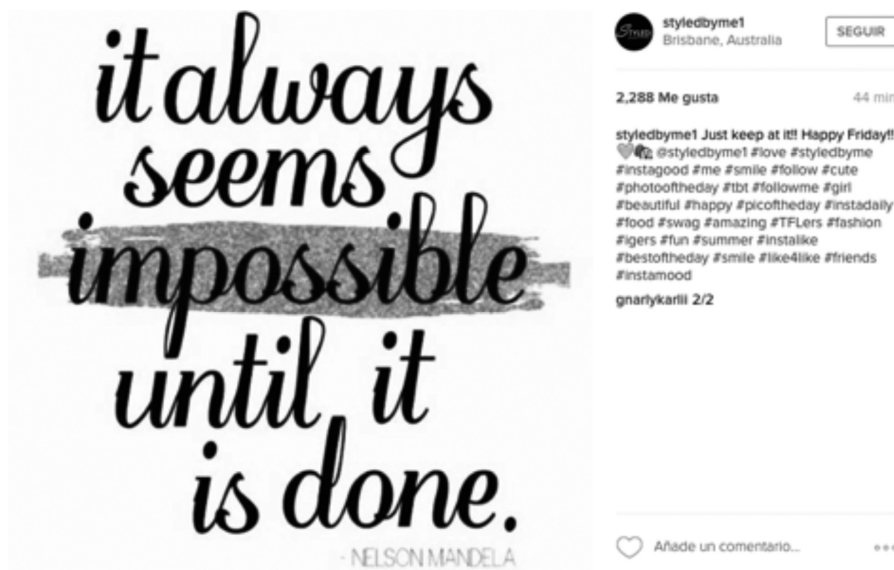 it always
seems
impossible
until it
is done.
- NELSON MANDELA
styledbyme1
Brisbane, Australia
SEGUIR
2,288 Me gusta
44 min
styledbyme1 Just keep at it!! Happy Friday!!
@styledbyme1 #love #styledbyme
#instagood #me #smile #follow #cute
#photooftheday #tbt #followme #girl
#beautiful #happy #picoftheday #instadaily
#food #swag #amazing #TFLers #fashion
#igers #fun #summer #instalike
#bestoftheday #smile #like4like #friends
#instamood
gnarlykarlii 2/2
Añade un comentario...